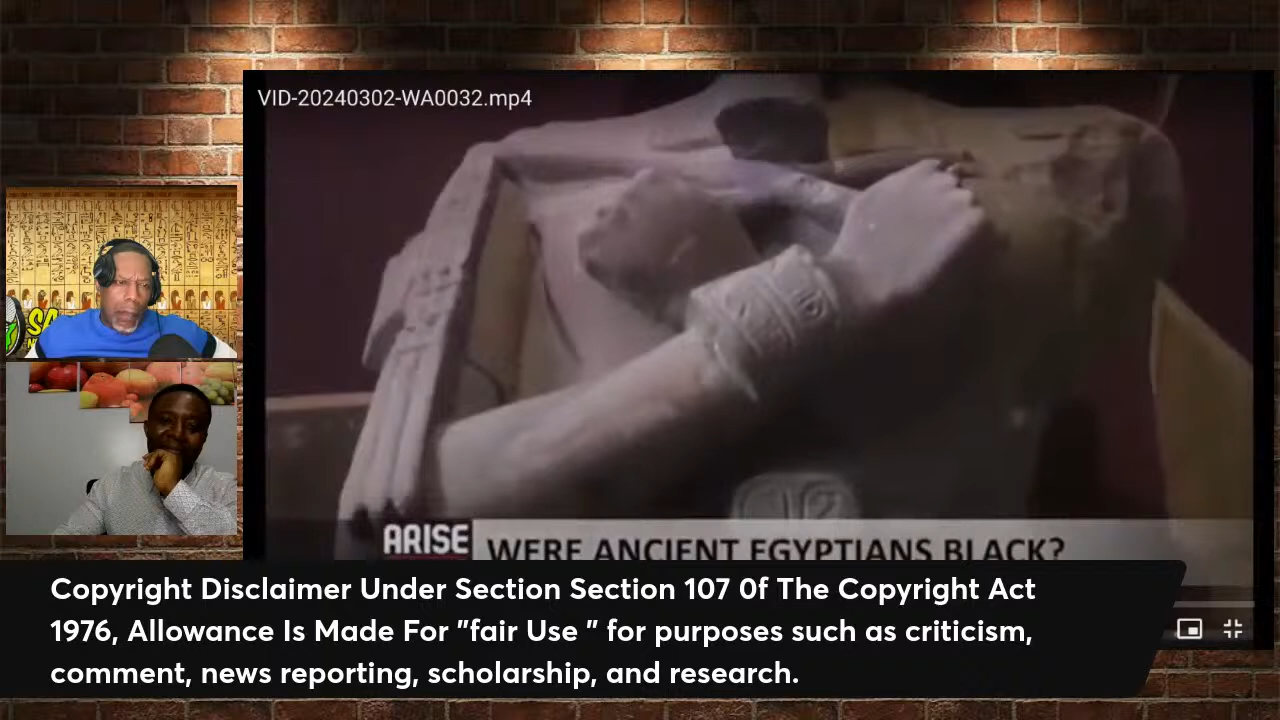 VID-20240302-WA0032.mp4
SA
ARISE
WERE ANCIENT EGYPTIANS BLACK?
Copyright Disclaimer Under Section Section 107 0f The Copyright Act
1976, Allowance Is Made For "fair Use " for purposes such as criticism,
comment, news reporting, scholarship, and research.